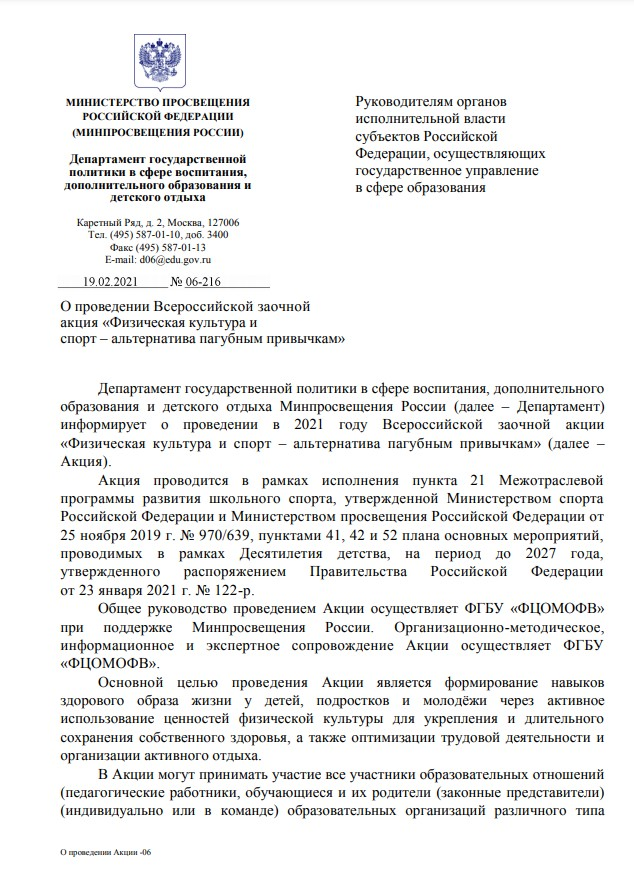 МИНИСТЕРСТВО ПРОСВЕЩЕНИЯ
РОССИЙСКОЙ ФЕДЕРАЦИИ
(МИНПРОСВЕЩЕНИЯ РОССИИ)
Департамент государственной
политики в сфере воспитания,
дополнительного образования и
детского отдыха
Каретный Ряд, д. 2, Москва, 127006
Тел. (495) 587-01-10, доб. 3400
Факс (495) 587-01-13
E-mail: d06@edu.gov.ru
19.02.2021 № 06-216
Руководителям органов
исполнительной власти
субъектов Российской
Федерации, осуществляющих
государственное управление
в сфере образования
О проведении Всероссийской заочной
акция «Физическая культура и
спорт – альтернатива пагубным привычкам»
Департамент государственной политики в сфере воспитания, дополнительного
образования и детского отдыха Минпросвещения России (далее – Департамент)
информирует о проведении в 2021 году Всероссийской заочной акции
«Физическая культура и спорт – альтернатива пагубным привычкам» (далее –
Акция).
Акция проводится в рамках исполнения пункта 21 Межотраслевой
программы развития школьного спорта, утвержденной Министерством спорта
Российской Федерации и Министерством просвещения Российской Федерации от
25 ноября 2019 г. № 970/639, пунктами 41, 42 и 52 плана основных мероприятий,
проводимых в рамках Десятилетия детства, на период до 2027 года,
утвержденного распоряжением Правительства Российской Федерации
от 23 января 2021 г. № 122-р.
Общее руководство проведением Акции осуществляет ФГБУ «ФЦОМОФВ»
при поддержке Минпросвещения России. Организационно-методическое,
информационное и экспертное сопровождение Акции осуществляет ФГБУ
«ФЦОМОФВ».
Основной целью проведения Акции является формирование навыков
здорового образа жизни у детей, подростков и молодёжи через активное
использование ценностей физической культуры для укрепления и длительного
сохранения собственного здоровья, а также оптимизации трудовой деятельности и
организации активного отдыха.
В Акции могут принимать участие все участники образовательных отношений
(педагогические работники, обучающиеся и их родители (законные представители)
(индивидуально или в команде) образовательных организаций различного типа
О проведении Акции -06